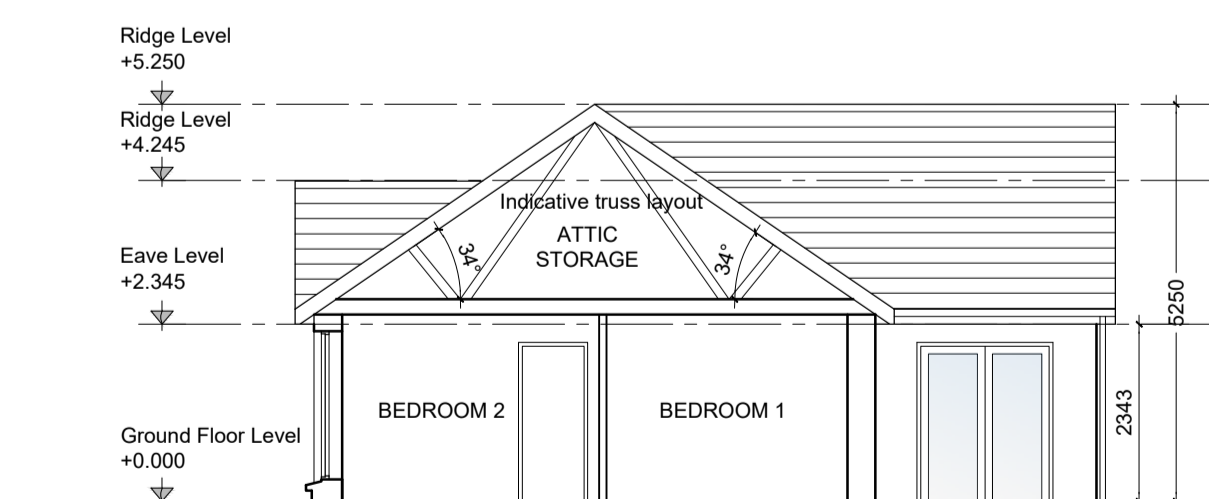 Ridge Level
+5.250
Ridge Level
+4.245
Indicative truss layout
ATTIC
STORAGE
34°
34°
Eave Level
+2.345
5250
2343
BEDROOM 2
BEDROOM 1
Ground Floor Level
+0.000